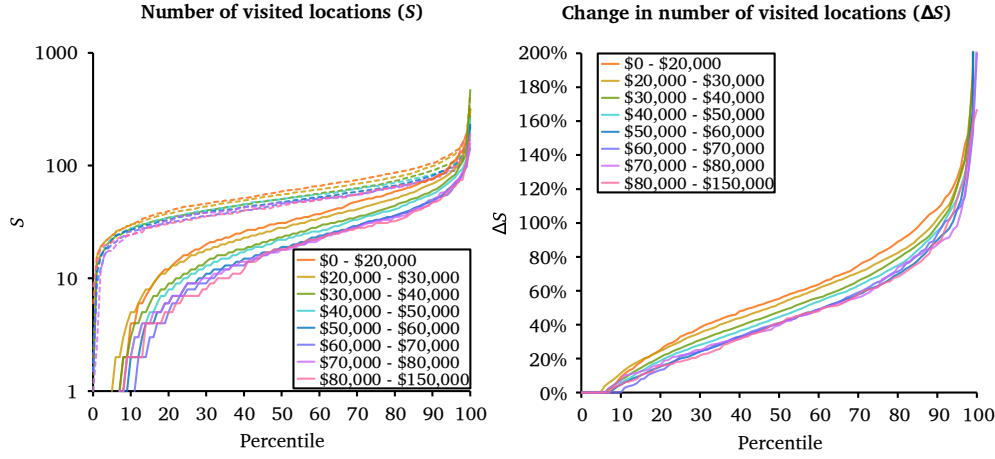 Number of visited locations (S)
1000
100
10
1
S
0 10 20 30 40 50 60 70 80 90 100
Percentile
$0 - $20,000
$20,000 - $30,000
$30,000 - $40,000
$40,000 - $50,000
$50,000 - $60,000
$60,000 - $70,000
$70,000 - $80,000
$80,000 - $150,000
Change in number of visited locations (ΔS)
200%
180%
160%
140%
120%
100%
80%
60%
40%
20%
0%
ΔS
0 10 20 30 40 50 60 70 80 90 100
Percentile
$0 - $20,000
$20,000 - $30,000
$30,000 - $40,000
$40,000 - $50,000
$50,000 - $60,000
$60,000 - $70,000
$70,000 - $80,000
$80,000 - $150,000